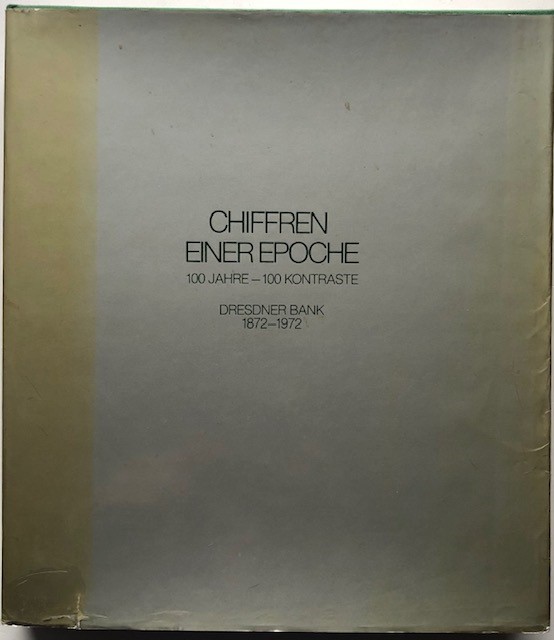 CHIFFREN
EINER EPOCHE
100 JAHRE – 100 KONTRASTE
DRESDNER BANK
1872–1972